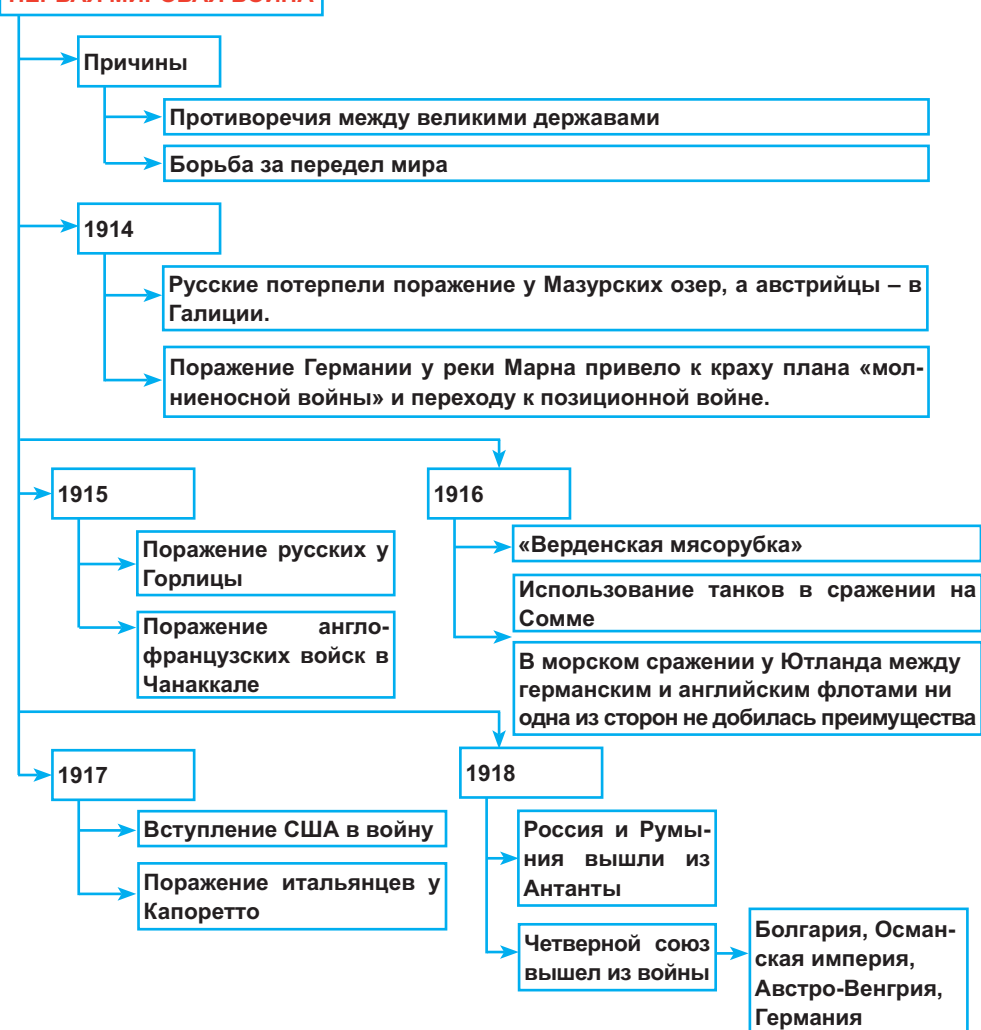 ПЕРВАЯ МИРОВАЯ ВОЙНА
Причины
Противоречия между великими державами
Борьба за передел мира
1914
Русские потерпели поражение у Мазурских озер, а австрийцы – в
Галиции.
Поражение Германии у реки Марна привело к краху плана «мол-
ниеносной войны» и переходу к позиционной войне.
1915
Поражение русских у
Горлицы
Поражение англо-
французских войск в
Чанаккале
1916
«Верденская мясорубка»
Использование танков в сражении на
Сомме
В морском сражении у Ютланда между
германским и английским флотами ни
одна из сторон не добилась преимущества
1917
Вступление США в войну
Поражение итальянцев у
Капоретто
1918
Россия и Румы-
ния вышли из
Антанты
Четверной союз
вышел из войны
Болгария, Осман-
ская империя,
Австро-Венгрия,
Германия